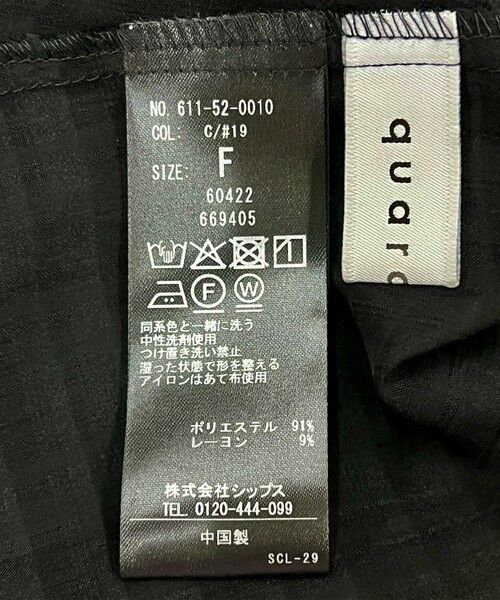 NO. 611-52-0010
COL: C/#19
SIZE: F
60422
669405
F W
同系色と一緒に洗う
中性洗剤使用
つけ置き洗い禁止
湿った状態で形を整える
アイロンはあて布使用
ポリエステル 91%
レーヨン 9%
株式会社シップス
TEL. 0120-444-099
中国製
SCL-29
quar